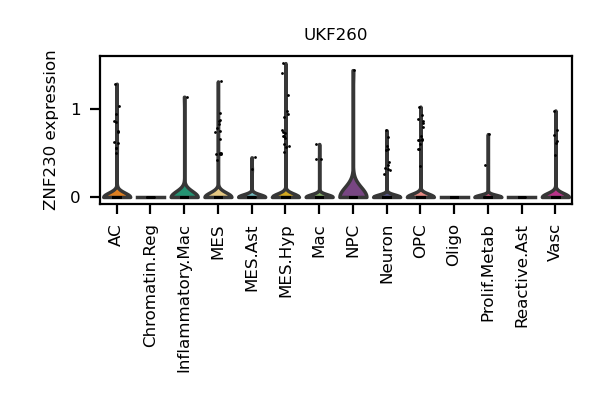 UKF260
ZNF230 expression
1
0
AC
Chromatin.Reg
Inflammatory.Mac
MES
MES.Ast
MES.Hyp
Mac
NPC
Neuron
OPC
Oligo
Prolif.Metab
Reactive.Ast
Vasc